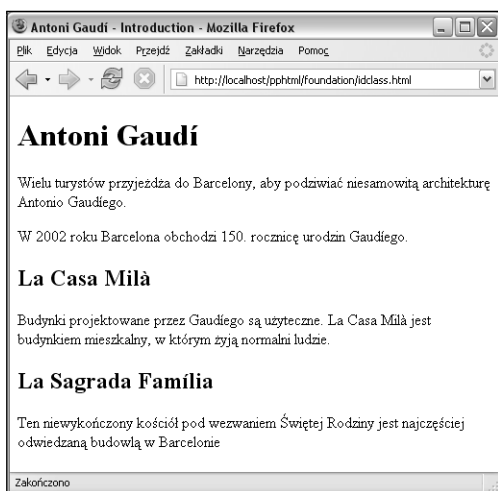 Antoni Gaudí - Introduction - Mozilla Firefox
Plik Edycja Widok Przejdź Zakładki Narzędzia Pomoc
http://localhost/pphtml/foundation/idclass.html
Antoni Gaudí
Wielu turystów przyjeżdża do Barcelony, aby podziwiać niesamowitą architekturę
Antonio Gaudíego.
W 2002 roku Barcelona obchodzi 150. rocznicę urodzin Gaudíego.
La Casa Milà
Budynki projektowane przez Gaudíego są użyteczne. La Casa Milà jest
budynkiem mieszkalny, w którym żyją normalni ludzie.
La Sagrada Família
Ten niewykończony kościół pod wezwaniem Świętej Rodziny jest najczęściej
odwiedzaną budowlą w Barcelonie
Zakończono